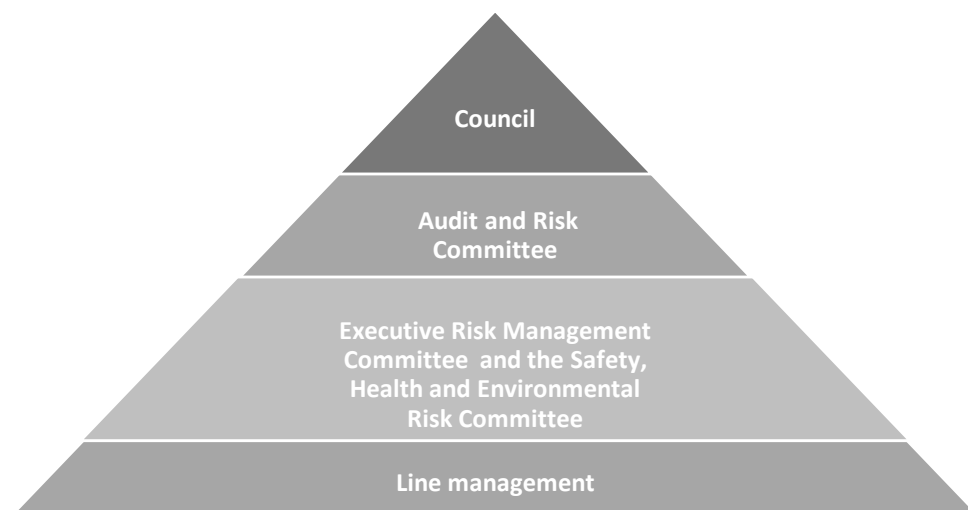 Council
Audit and Risk
Committee
Executive Risk Management
Committee  and the Safety,
Health and Environmental
Risk Committee
Line management